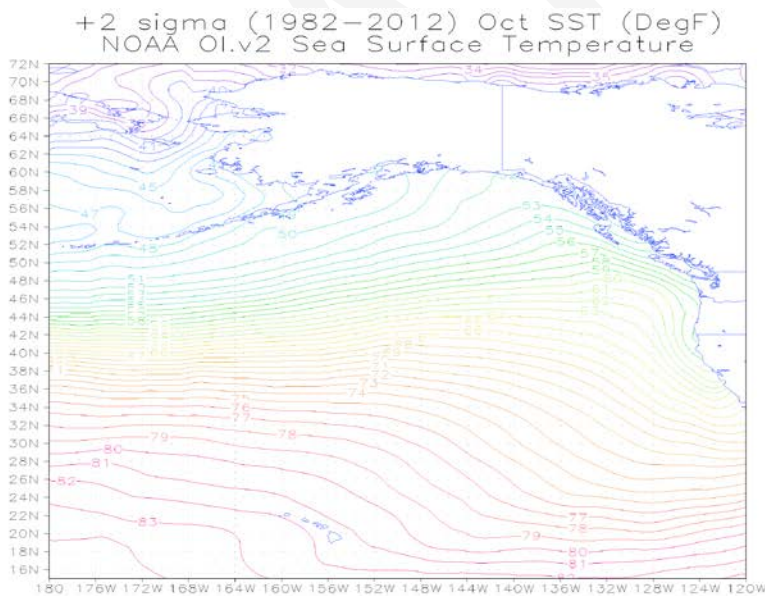 +2 sigma (1982−2012) Oct SST (DegF)
NOAA OI.v2 Sea Surface Temperature
72N
70N
68N
66N
64N
62N
60N
58N
56N
54N
52N
50N
48N
46N
44N
42N
40N
38N
36N
34N
32N
30N
28N
26N
24N
22N
20N
18N
16N
34
35
39
45
47
50
53
54
55
56
72
73
74
75
76
77
78
79
80
81
82
83
77
78
79
80
81
180 176W 172W 168W 164W 160W 156W 152W 148W 144W 140W 136W 132W 128W 124W 120W